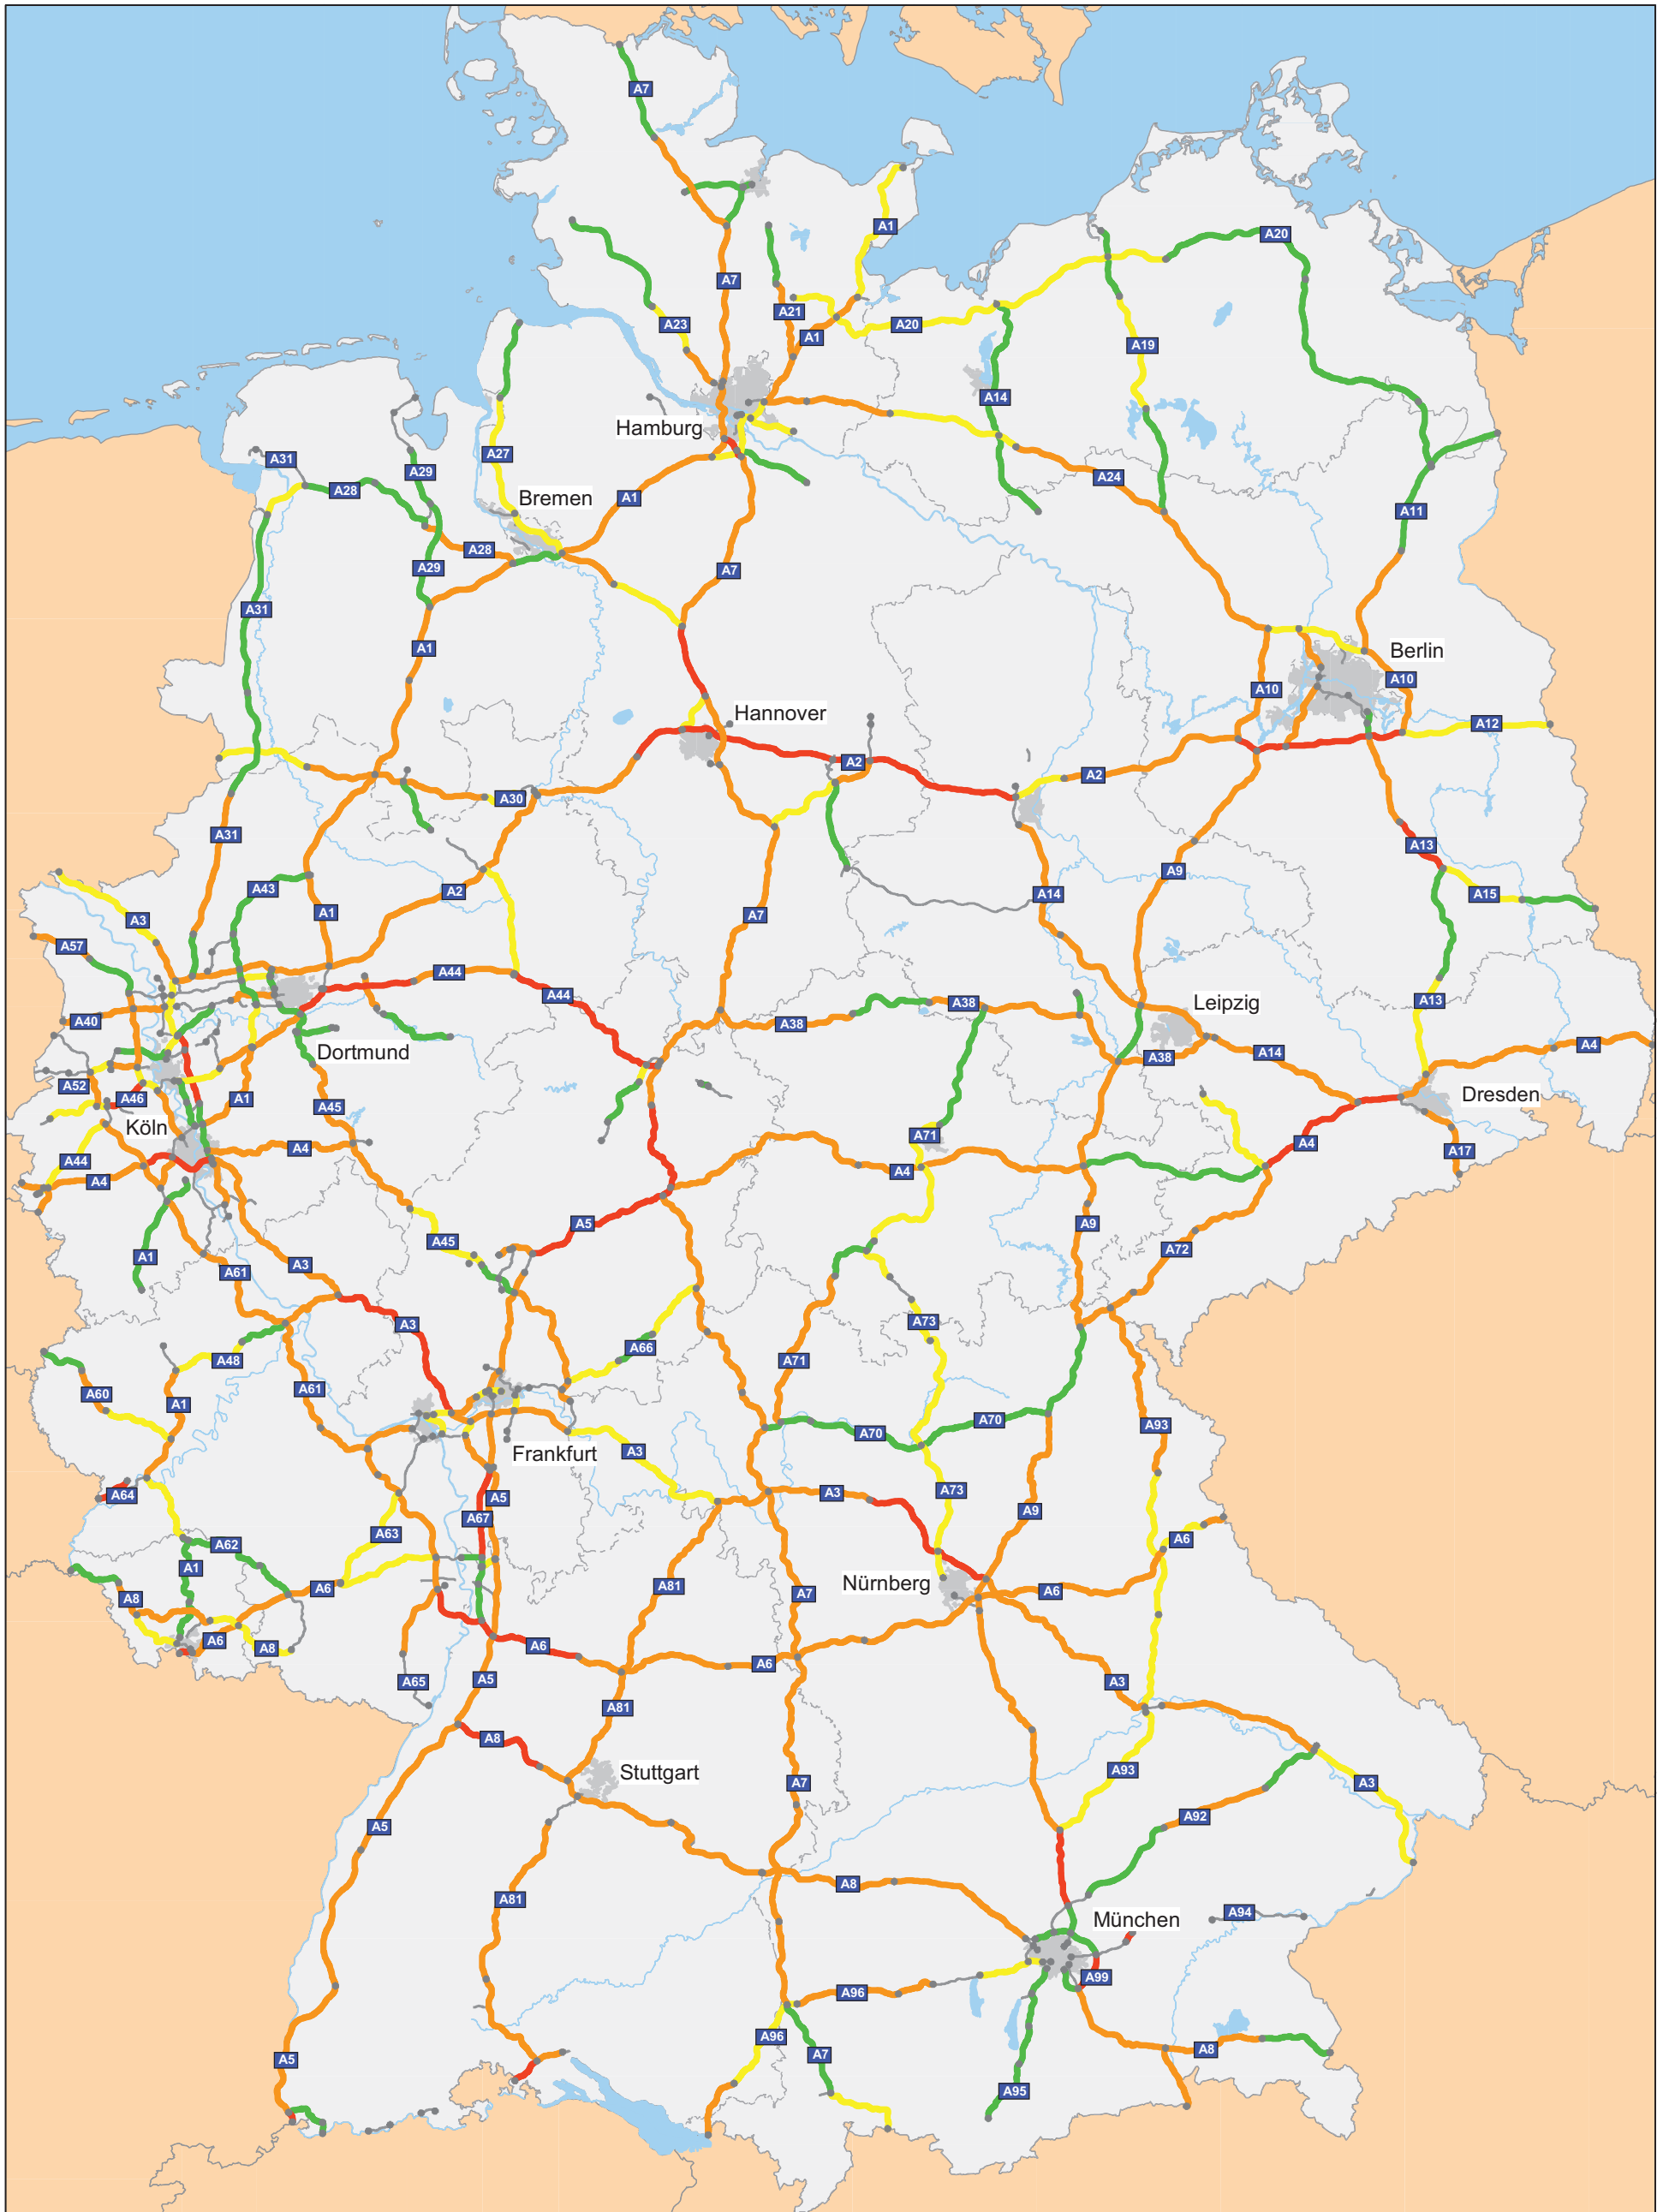 A7
A1
A20
A7
A21
A23
A20
A1
A19
A14
Hamburg
A27
A31
A29
A24
A28
Bremen
A1
A11
A28
A29
A7
A31
A1
Berlin
A10
A10
Hannover
A12
A2
A2
A30
A31
A13
A9
A43
A2
A14
A15
A1
A7
A3
A57
A44
A44
A13
Leipzig
A38
A40
A38
A4
Dortmund
A14
A38
A52
Dresden
A46
A1
A45
Köln
A71
A4
A4
A17
A44
A4
A4
A5
A9
A45
A72
A1
A3
A61
A73
A3
A66
A48
A71
A61
A60
A1
A70
A93
A70
A3
Frankfurt
A73
A3
A64
A5
A9
A67
A63
A6
A62
A1
Nürnberg
A81
A6
A6
A7
A8
A6
A6
A8
A6
A5
A65
A3
A81
A8
Stuttgart
A93
A7
A3
A92
A5
A8
A81
A94
München
A99
A96
A96
A8
A7
A5
A95